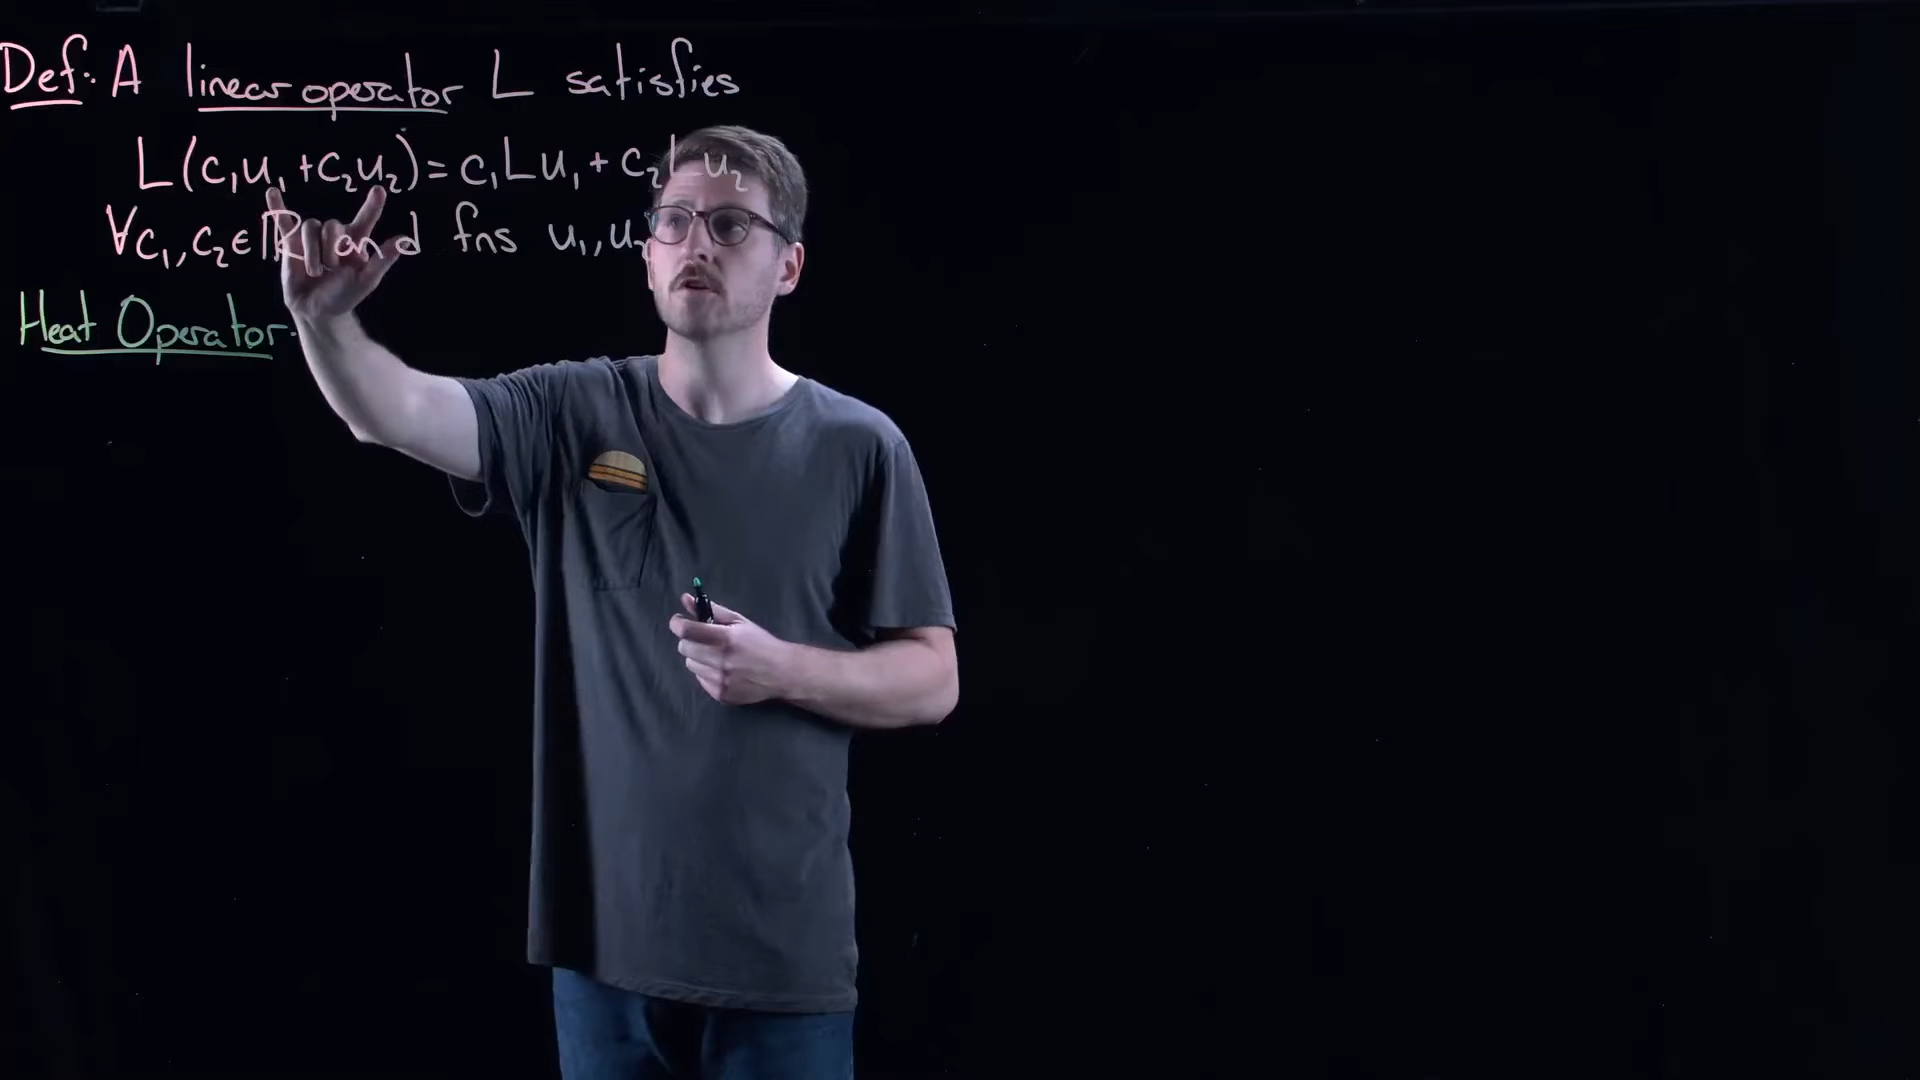 Def: A linear operator L satisfies
L(c₁u₁+c₂u₂)=c₁Lu₁+c₂Lu₂
∀c₁,c₂∈ℝ and fns u₁,u₂
Heat Operator: